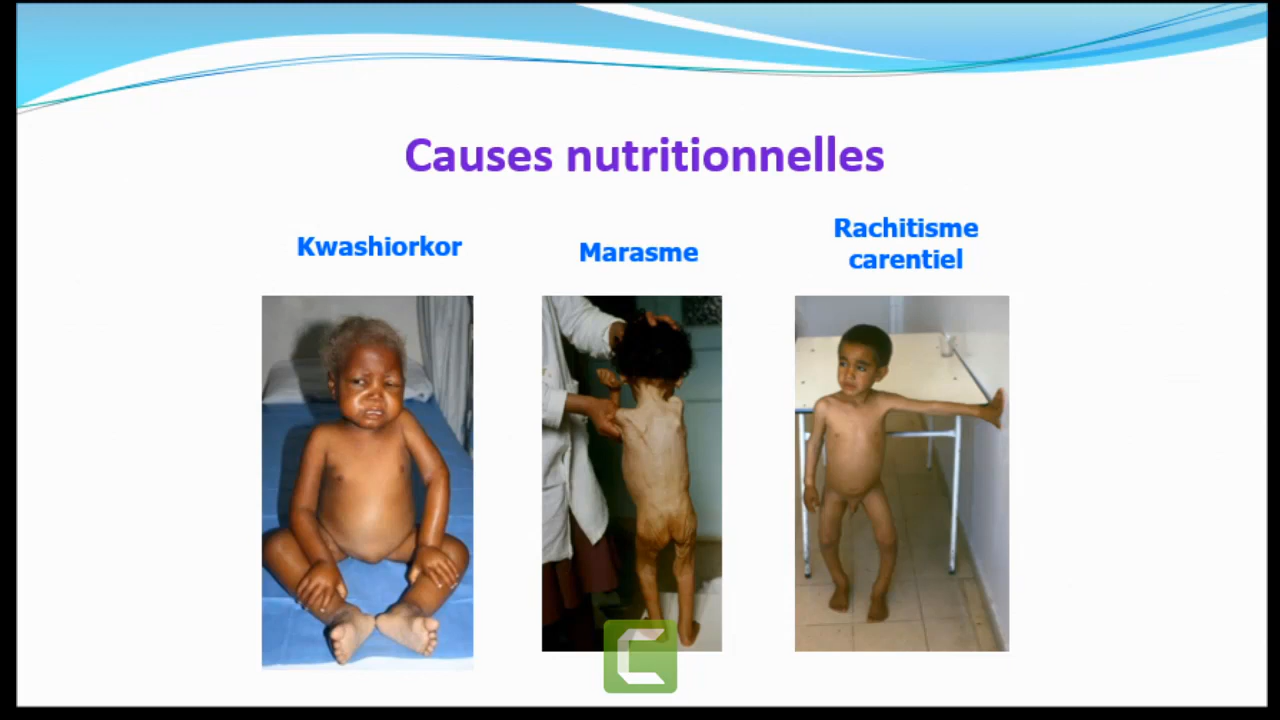 Causes nutritionnelles
Kwashiorkor
Marasme
Rachitisme
carentiel